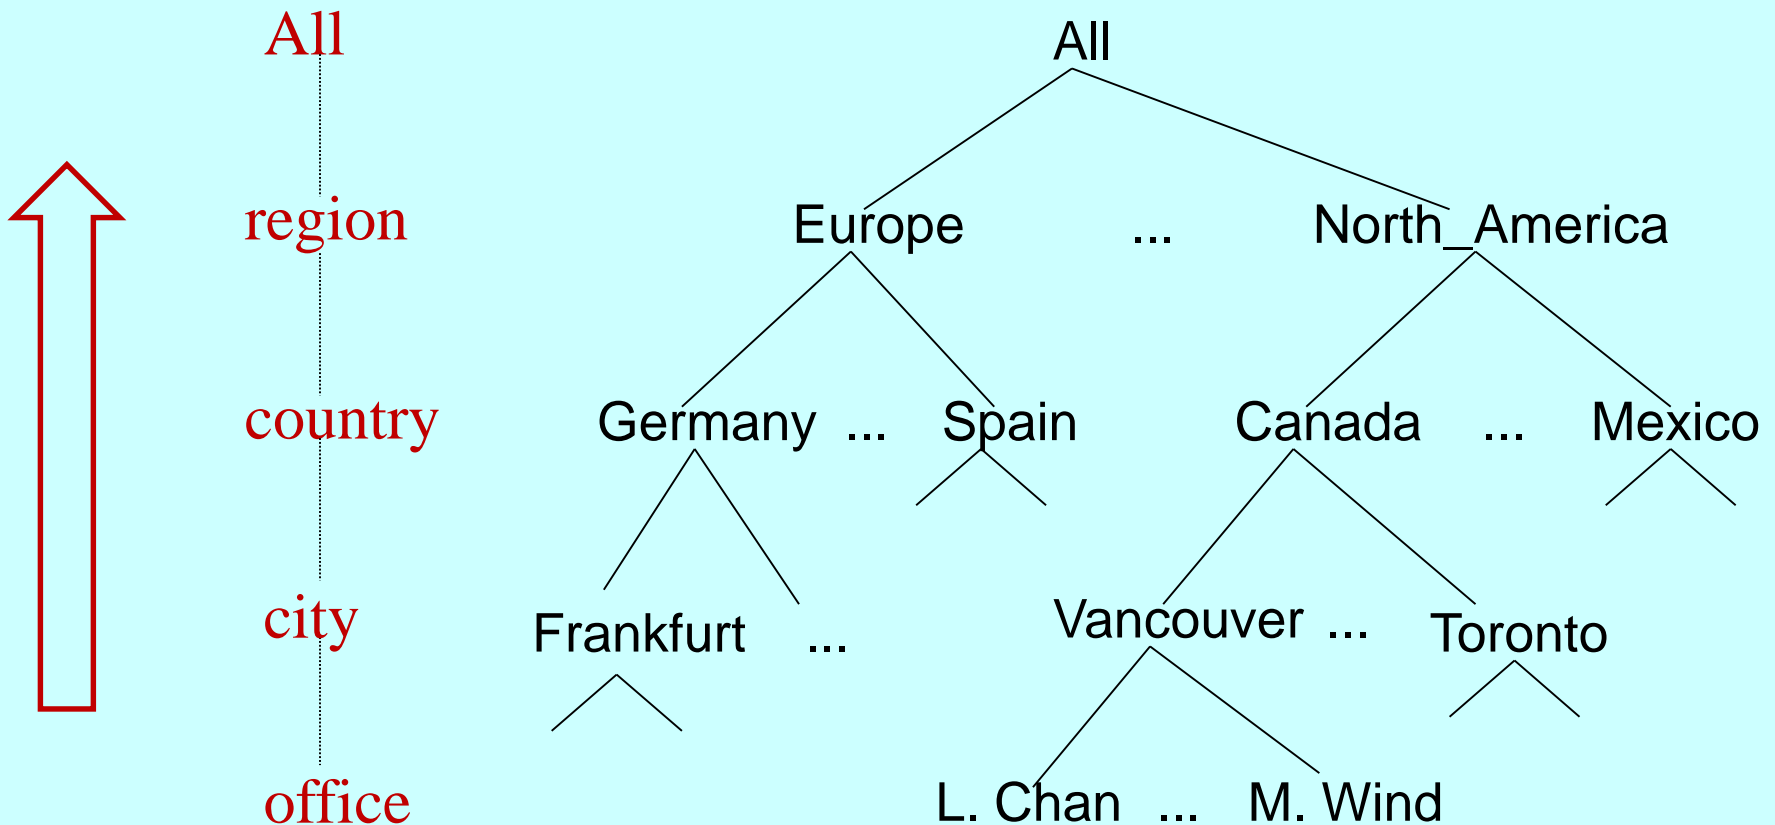 All All
region Europe ... North_America
country Germany ... Spain Canada ... Mexico
city Frankfurt ... Vancouver ... Toronto
office L. Chan ... M. Wind